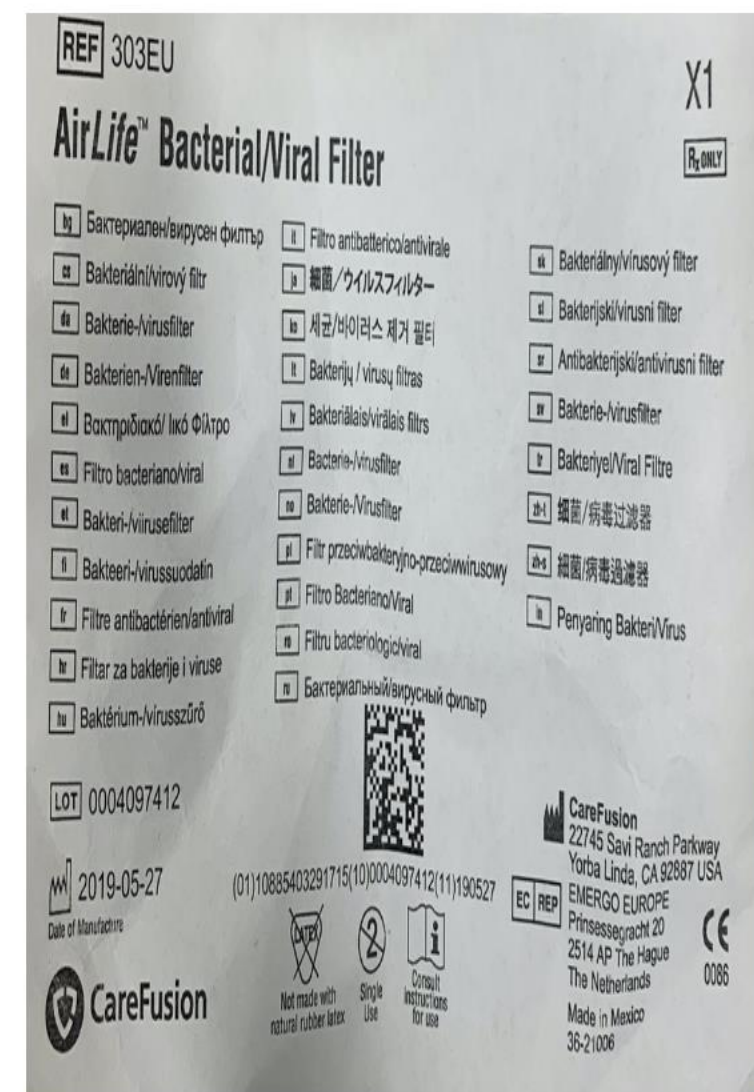 REF 303EU
X1
AirLife™ Bacterial/Viral Filter
Rx ONLY
bg Бактериален/вирусен филтър
cs Bakteriální/virový filtr
da Bakterie-/virusfilter
de Bakterien-/Virenfilter
el Βακτηριδιακό/ Ιικό Φίλτρο
es Filtro bacteriano/viral
et Bakteri-/viirusefilter
fi Bakteeri-/virussuodatin
fr Filtre antibactérien/antiviral
hr Filtar za bakterije i viruse
hu Baktérium-/vírusszűrő
it Filtro antibatterico/antivirale
ja 細菌/ウイルスフィルター
ko 세균/바이러스 제거 필터
lt Bakterijų / virusų filtras
lv Bakteriālais/virālais filtrs
nl Bacterie-/virusfilter
no Bakterie-/Virusfilter
pl Filtr przeciwbakteryjno-przeciwwirusowy
pt Filtro Bacteriano/Viral
ro Filtru bacteriologic/viral
ru Бактериальный/вирусный фильтр
sk Bakteriálny/vírusový filter
sl Bakterijski/virusni filter
sr Antibakterijski/antivirusni filter
sv Bakterie-/virusfilter
tr Bakteriyel/Viral Filtre
zh-t 细菌/病毒过滤器
zh-s 細菌/病毒過濾器
in Penyaring Bakteri/Virus
LOT 0004097412
2019-05-27
Date of Manufacture
CareFusion
(01)10885403291715(10)0004097412(11)190527
LATEX
Not made with
natural rubber latex
2
Single
Use
i
Consult
instructions
for use
CareFusion
22745 Savi Ranch Parkway
Yorba Linda, CA 92887 USA
EC REP
EMERGO EUROPE
Prinsessegracht 20
2514 AP The Hague
The Netherlands
CE
0086
Made in Mexico
36-21006